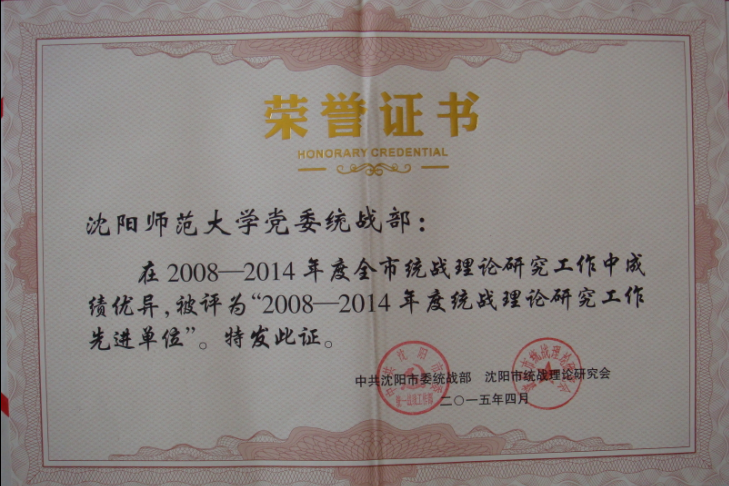 荣誉证书
HONORARY CREDENTIAL
沈阳师范大学党委统战部：
在2008—2014年度全市统战理论研究工作中成
绩优异，被评为“2008—2014年度统战理论研究工作
先进单位”。特发此证。
中共沈阳市委统战部 沈阳市统战理论研究会
二〇一五年四月